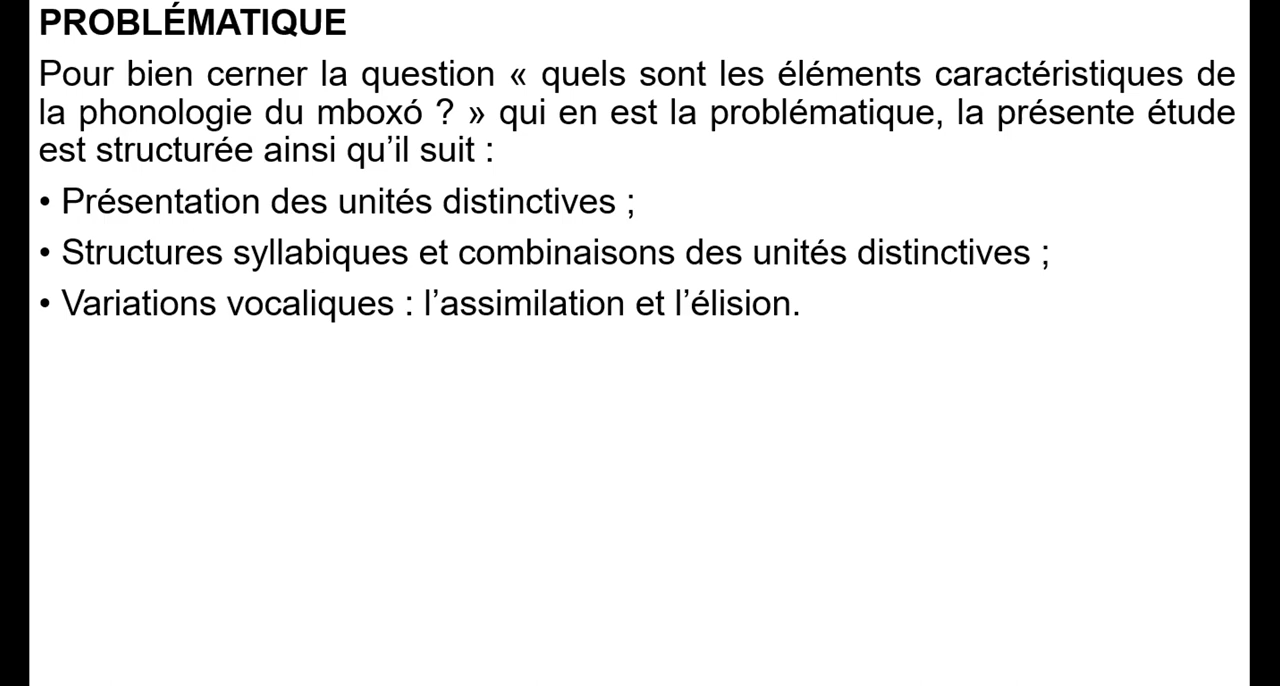 PROBLÉMATIQUE
Pour bien cerner la question « quels sont les éléments caractéristiques de
la phonologie du mboxó ? » qui en est la problématique, la présente étude
est structurée ainsi qu’il suit :
• Présentation des unités distinctives ;
• Structures syllabiques et combinaisons des unités distinctives ;
• Variations vocaliques : l’assimilation et l’élision.